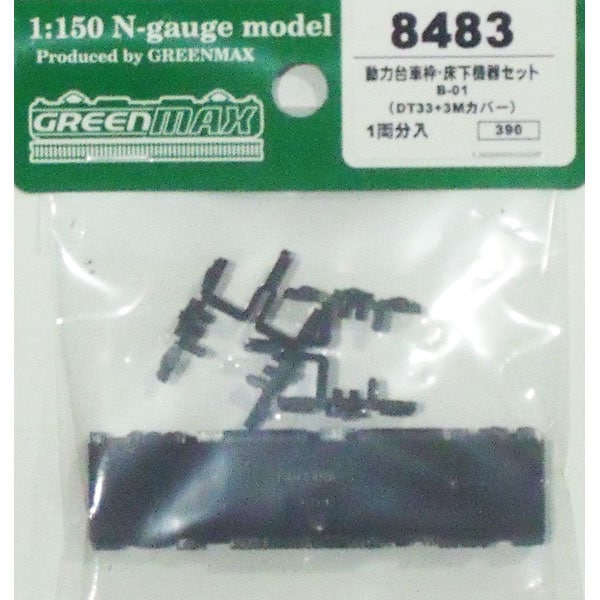 1:150 N-gauge model
Produced by GREENMAX
GREENMAX
8483
動力台車枠・床下機器セット
B-01
(DT33+3Mカバー)
1両分入
390